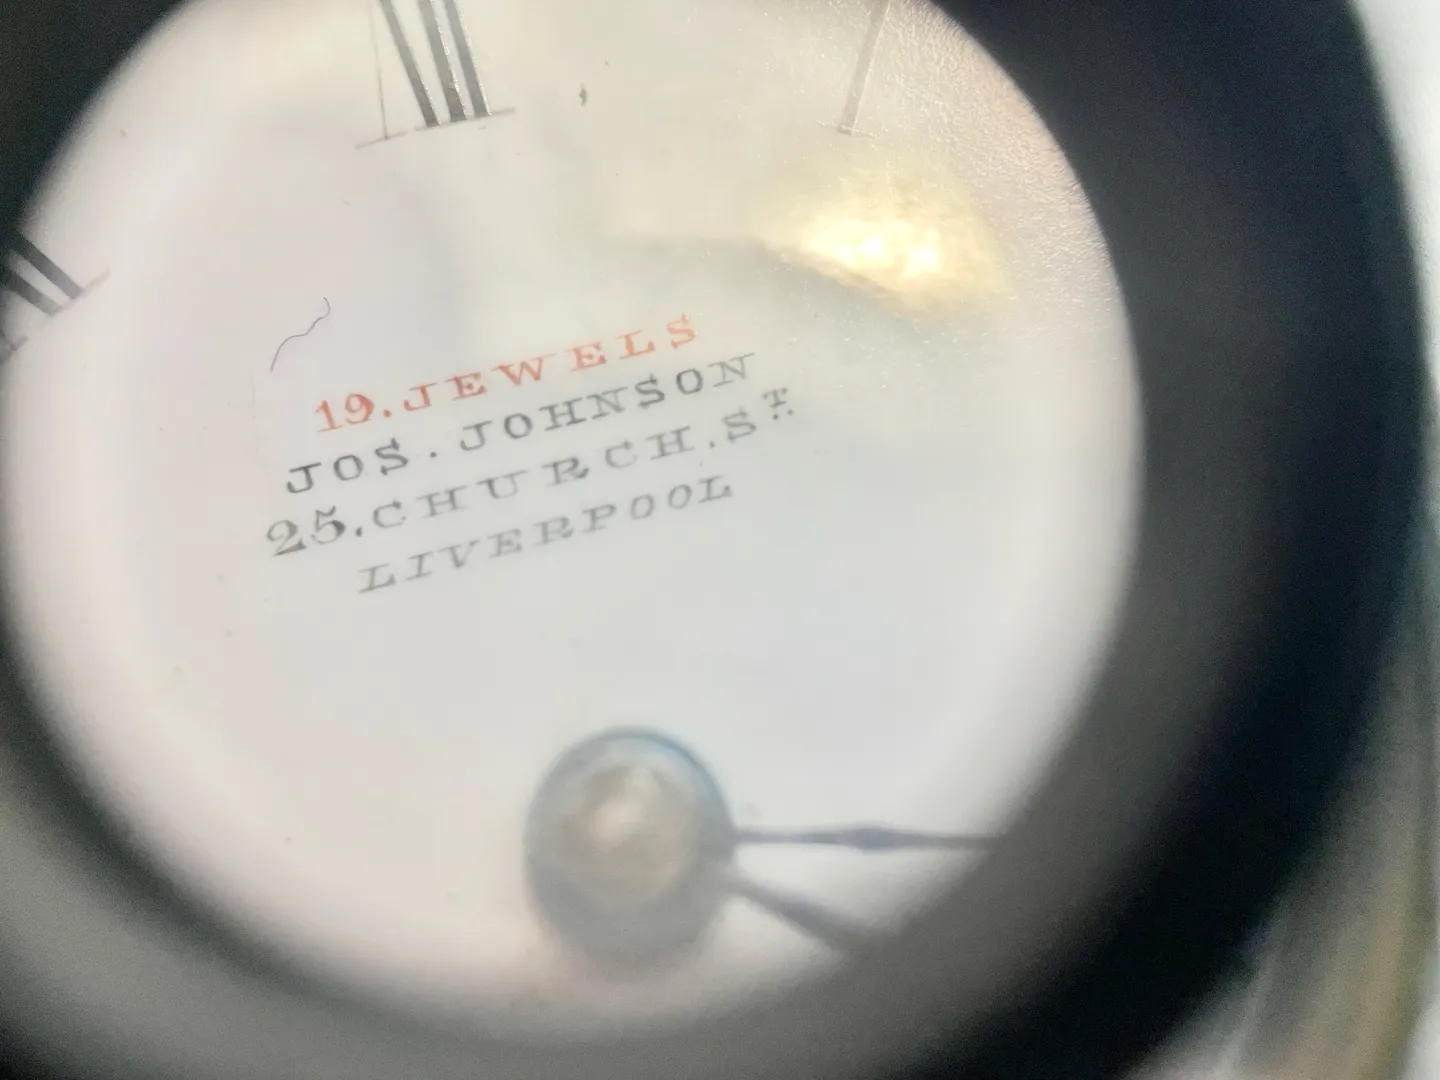 19. JEWELS
JOS. JOHNSON
25. CHURCH. ST.
LIVERPOOL